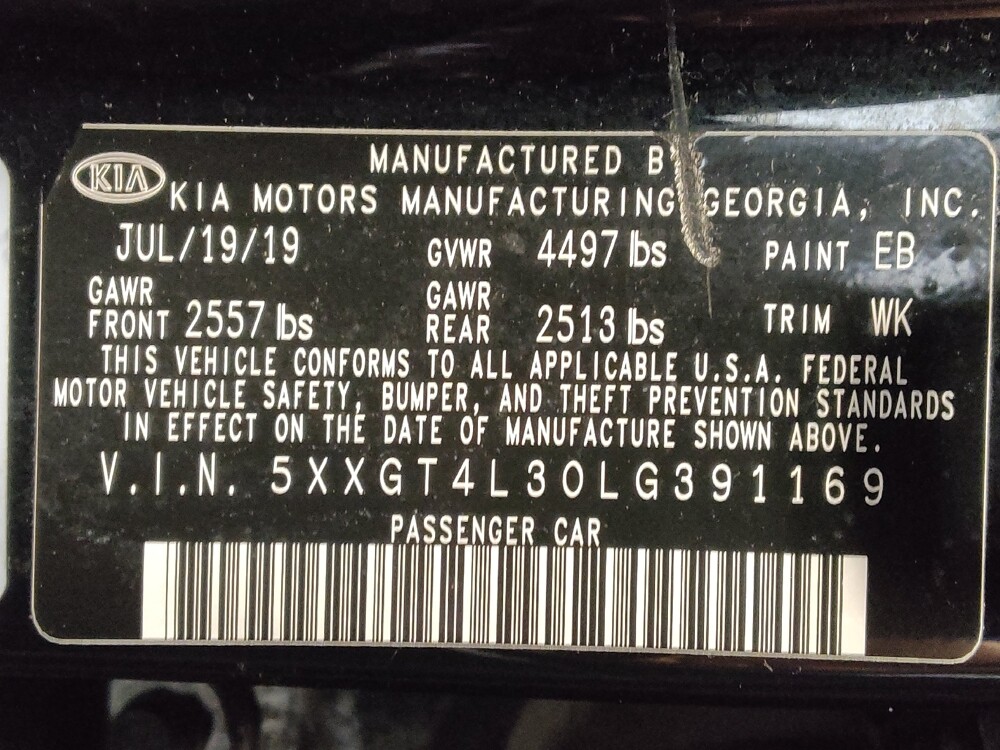 MANUFACTURED B
KIA KIA MOTORS MANUFACTURING GEORGIA, INC.
JUL/19/19 GVWR 4497 lbs PAINT EB
GAWR FRONT 2557 lbs GAWR REAR 2513 lbs TRIM WK
THIS VEHICLE CONFORMS TO ALL APPLICABLE U.S.A. FEDERAL
MOTOR VEHICLE SAFETY, BUMPER, AND THEFT PREVENTION STANDARDS
IN EFFECT ON THE DATE OF MANUFACTURE SHOWN ABOVE.
V.I.N. 5XXGT4L30LG391169
PASSENGER CAR